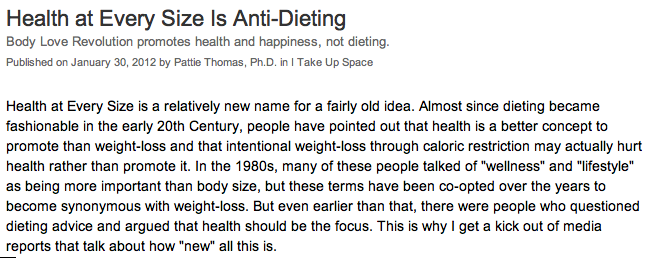 Health at Every Size Is Anti-Dieting
Body Love Revolution promotes health and happiness, not dieting.
Published on January 30, 2012 by Pattie Thomas, Ph.D. in I Take Up Space
Health at Every Size is a relatively new name for a fairly old idea. Almost since dieting became
fashionable in the early 20th Century, people have pointed out that health is a better concept to
promote than weight-loss and that intentional weight-loss through caloric restriction may actually hurt
health rather than promote it. In the 1980s, many of these people talked of "wellness" and "lifestyle"
as being more important than body size, but these terms have been co-opted over the years to
become synonymous with weight-loss. But even earlier than that, there were people who questioned
dieting advice and argued that health should be the focus. This is why I get a kick out of media
reports that talk about how "new" all this is.